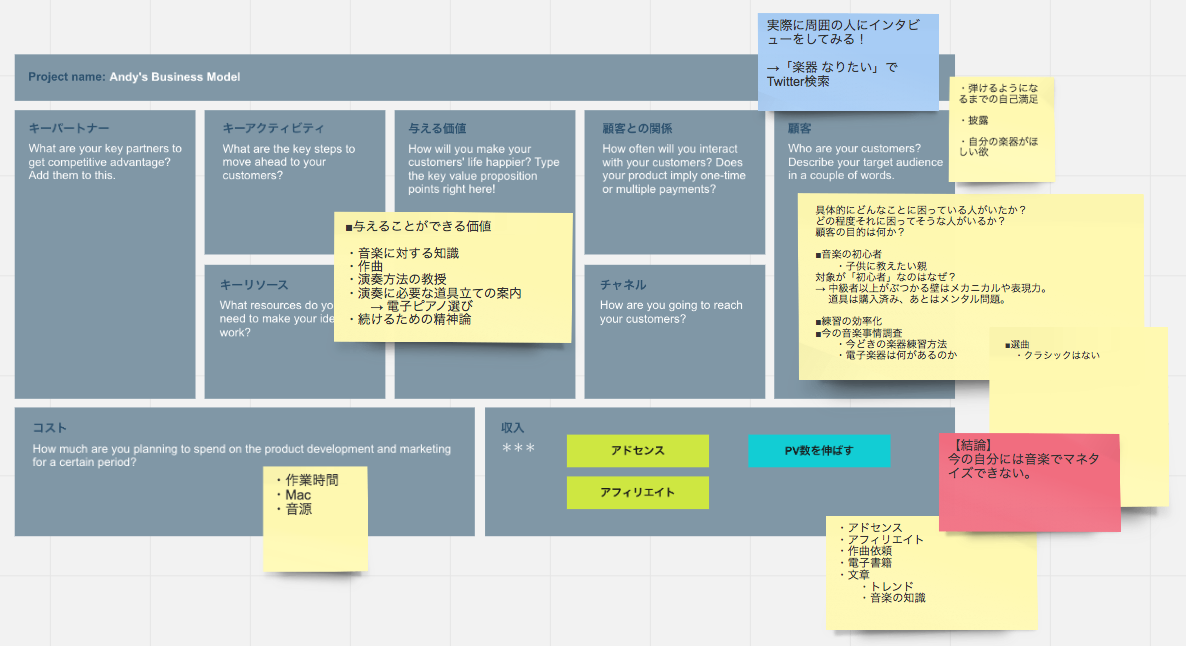 実際に周囲の人にインタビ
ューをしてみる！
→「楽器 なりたい」で
Twitter検索
Project name: Andy's Business Model
・弾けるようにな
るまでの自己満足
・披露
・自分の楽器がほ
しい欲
キーパートナー
What are your key partners to
get competitive advantage?
Add them to this.
キーアクティビティ
What are the key steps to
move ahead to your
customers?
与える価値
How will you make your
customers' life happier? Type
the key value proposition
points right here!
顧客との関係
How often will you interact
with your customers? Does
your product imply one-time
or multiple payments?
顧客
Who are your customers?
Describe your target audience
in a couple of words.
■与えることができる価値
・音楽に対する知識
・作曲
・演奏方法の教授
・演奏に必要な道具立ての案内
→ 電子ピアノ選び
・続けるための精神論
具体的にどんなことに困っている人がいたか？
どの程度それに困ってそうな人がいるか？
顧客の目的は何か？
■音楽の初心者
・子供に教えたい親
対象が「初心者」なのはなぜ？
→ 中級者以上がぶつかる壁はメカニカルや表現力。
道具は購入済み、あとはメンタル問題。
■練習の効率化
■今の音楽事情調査
・今どきの楽器練習方法
・電子楽器は何があるのか
キーリソース
What resources do you
need to make your idea
work?
チャネル
How are you going to reach
your customers?
■選曲
・クラシックはない
コスト
How much are you planning to spend on the product development and marketing
for a certain period?
・作業時間
・Mac
・音源
収入
***
アドセンス
PV数を伸ばす
アフィリエイト
【結論】
今の自分には音楽でマネタ
イズできない。
・アドセンス
・アフィリエイト
・作曲依頼
・電子書籍
・文章
・トレンド
・音楽の知識